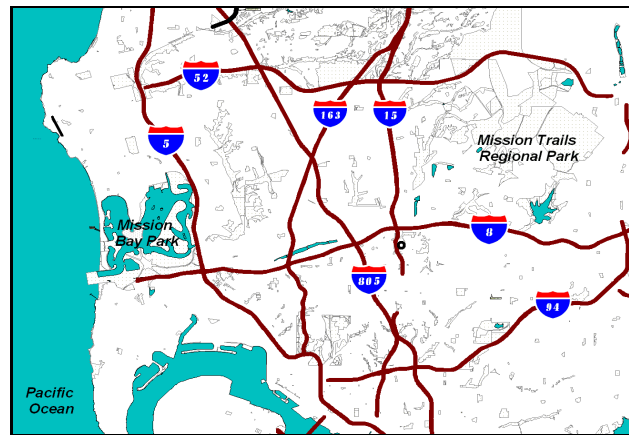 52
163
15
5
Mission Trails
Regional Park
Mission
Bay Park
8
805
94
Pacific
Ocean